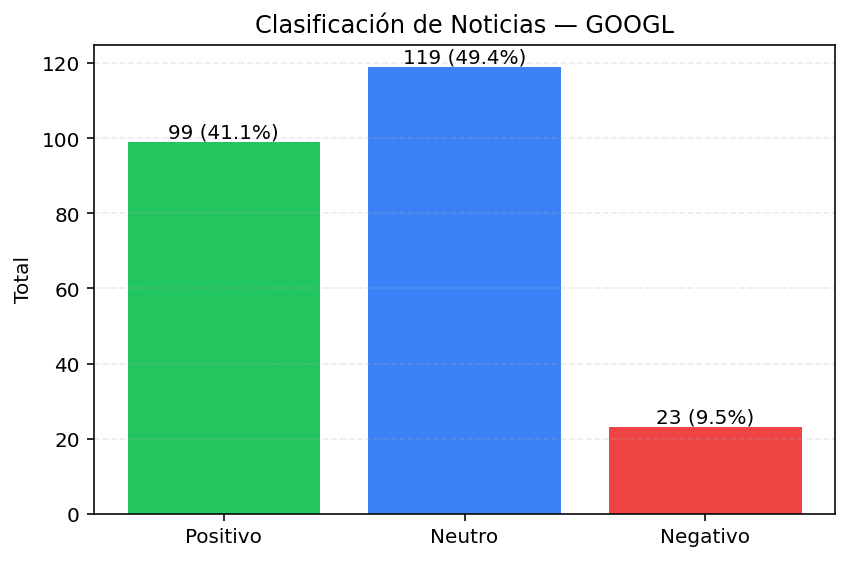 Clasificación de Noticias — GOOGL
Total
120
100
80
60
40
20
0
99 (41.1%)
119 (49.4%)
23 (9.5%)
Positivo
Neutro
Negativo